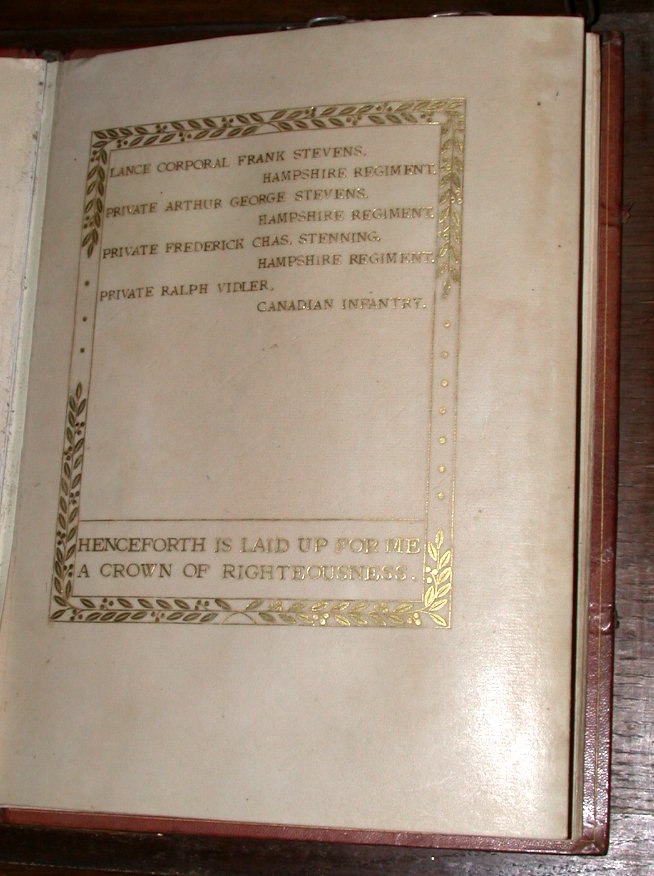 LANCE CORPORAL FRANK STEVENS.
HAMPSHIRE REGIMENT.
PRIVATE ARTHUR GEORGE STEVENS.
HAMPSHIRE REGIMENT.
PRIVATE FREDERICK CHAS. STENNING.
HAMPSHIRE REGIMENT.
PRIVATE RALPH VIDLER.
CANADIAN INFANTRY.
HENCEFORTH IS LAID UP FOR ME
A CROWN OF RIGHTEOUSNESS.